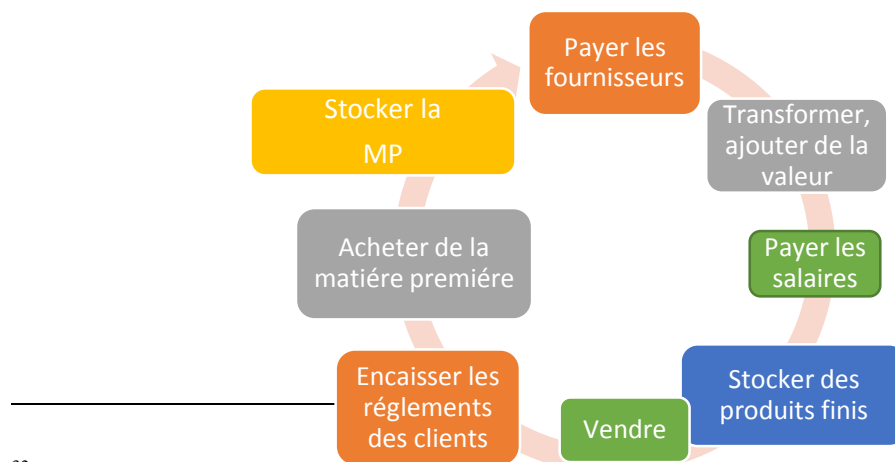 Payer les
fournisseurs
Transformer,
ajouter de la
valeur
Payer les
salaires
Stocker des
produits finis
Vendre
Encaisser les
réglements
des clients
Acheter de la
matiére premiére
Stocker la
MP